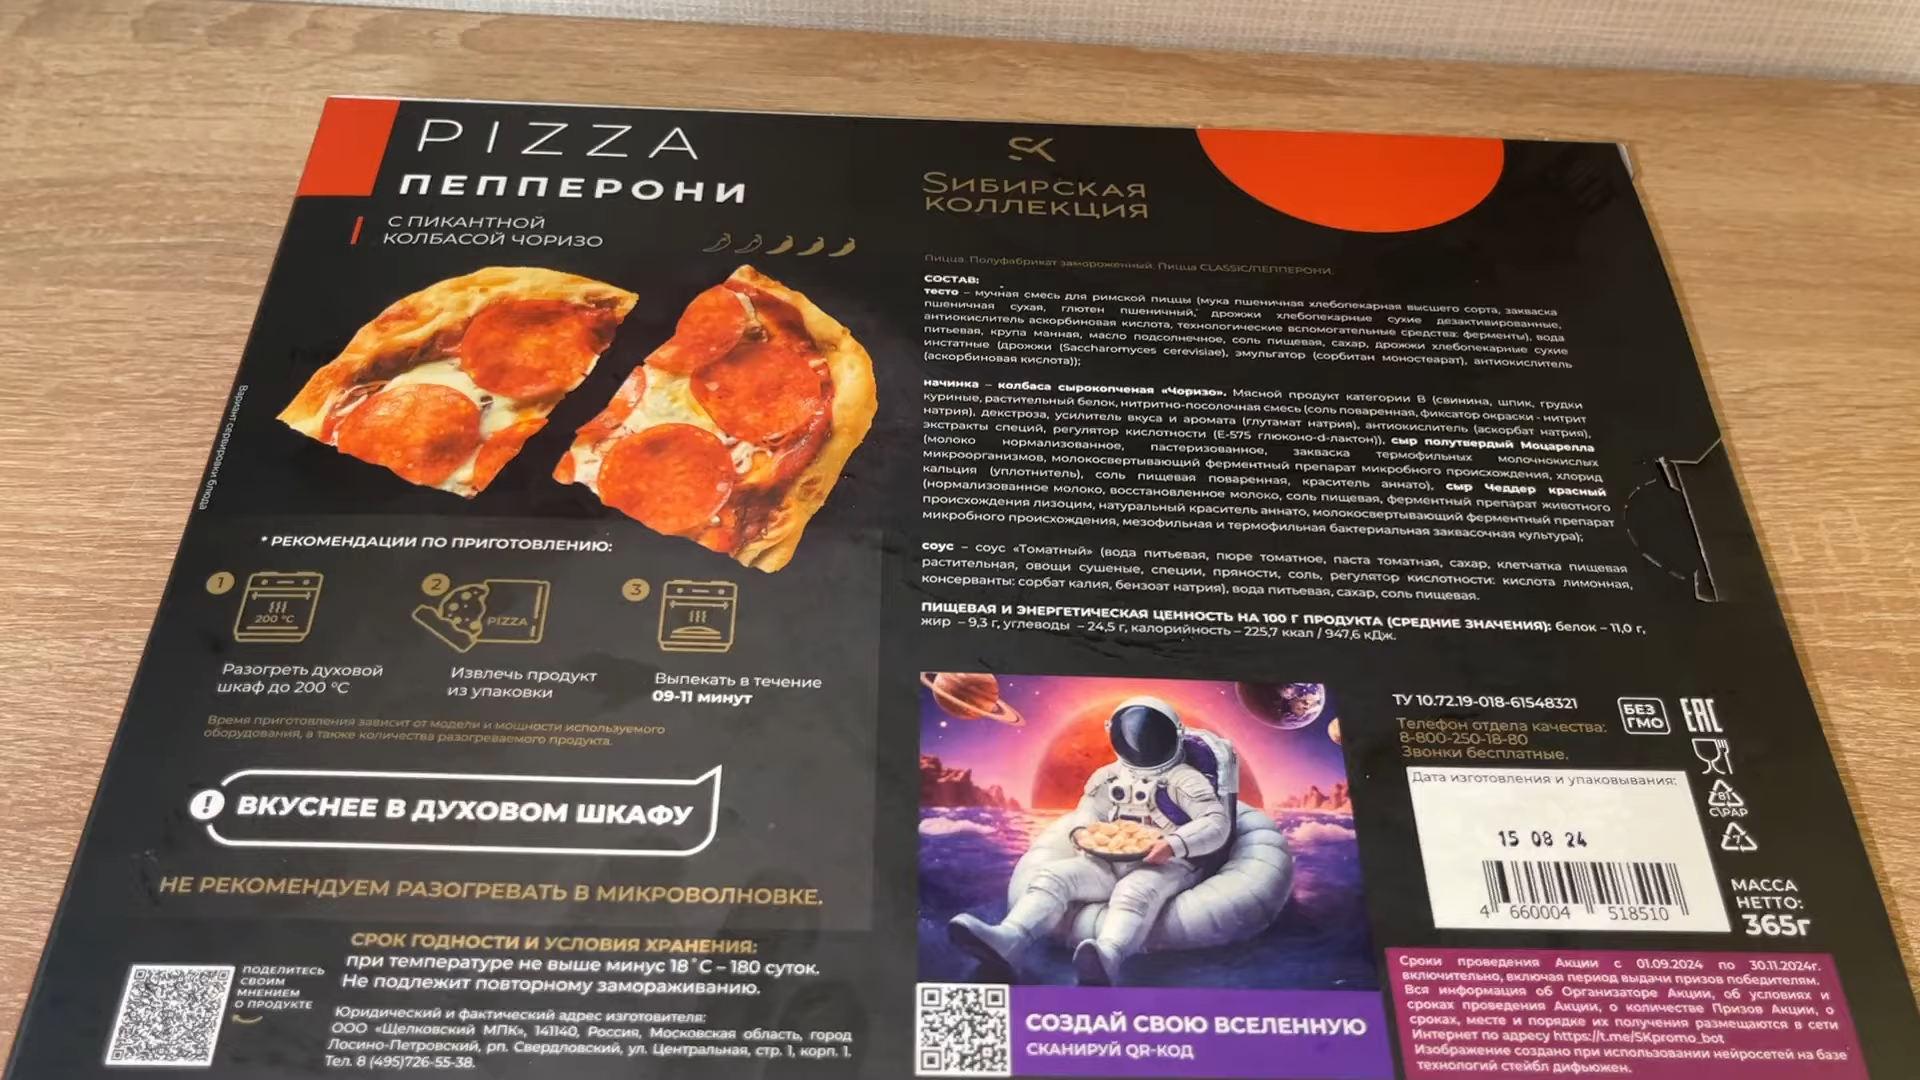 PIZZA
ПЕППЕРОНИ
С ПИКАНТНОЙ
КОЛБАСОЙ ЧОРИЗО
Вариант сервировки блюда
* РЕКОМЕНДАЦИИ ПО ПРИГОТОВЛЕНИЮ:
1
200 °C
2
PIZZA
3
Разогреть духовой
шкаф до 200 °C
Извлечь продукт
из упаковки
Выпекать в течение
09-11 минут
Время приготовления зависит от модели и мощности используемого
оборудования, а также количества разогреваемого продукта.
! ВКУСНЕЕ В ДУХОВОМ ШКАФУ
НЕ РЕКОМЕНДУЕМ РАЗОГРЕВАТЬ В МИКРОВОЛНОВКЕ.
СРОК ГОДНОСТИ И УСЛОВИЯ ХРАНЕНИЯ:
при температуре не выше минус 18°С – 180 суток.
Не подлежит повторному замораживанию.
ПОДЕЛИТЕСЬ
СВОИМ
МНЕНИЕМ
О ПРОДУКТЕ
Юридический и фактический адрес изготовителя:
ООО «Щелковский МПК», 141140, Россия, Московская область, город
Лосино-Петровский, рп. Свердловский, ул. Центральная, стр. 1, корп. 1.
Тел. 8 (495)726-55-38.
SK
SИБИРСКАЯ
КОЛЛЕКЦИЯ
Пицца. Полуфабрикат замороженный. Пицца CLASSIC/ПЕППЕРОНИ.
СОСТАВ:
тесто – мучная смесь для римской пиццы (мука пшеничная хлебопекарная высшего сорта, закваска
пшеничная сухая, глютен пшеничный, дрожжи хлебопекарные сухие дезактивированные,
антиокислитель аскорбиновая кислота, технологические вспомогательные средства: ферменты), вода
питьевая, крупа манная, масло подсолнечное, соль пищевая, сахар, дрожжи хлебопекарные сухие
инстатные (дрожжи (Saccharomyces cerevisiae), эмульгатор (сорбитан моностеарат), антиокислитель
(аскорбиновая кислота));
начинка – колбаса сырокопченая «Чоризо». Мясной продукт категории В (свинина, шпик, грудки
куриные, растительный белок, нитритно-посолочная смесь (соль поваренная, фиксатор окраски - нитрит
натрия), декстроза, усилитель вкуса и аромата (глутамат натрия), антиокислитель (аскорбат натрия),
экстракты специй, регулятор кислотности (Е-575 глюконо-d-лактон)), сыр полутвердый Моцарелла
(молоко нормализованное, пастеризованное, закваска термофильных молочнокислых
микроорганизмов, молокосвертывающий ферментный препарат микробного происхождения, хлорид
кальция (уплотнитель), соль пищевая поваренная, краситель аннато), сыр Чеддер красный
(нормализованное молоко, восстановленное молоко, соль пищевая, ферментный препарат животного
происхождения лизоцим, натуральный краситель аннато, молокосвертывающий ферментный препарат
микробного происхождения, мезофильная и термофильная бактериальная заквасочная культура);
соус – соус «Томатный» (вода питьевая, пюре томатное, паста томатная, сахар, клетчатка пищевая
растительная, овощи сушеные, специи, пряности, соль, регулятор кислотности: кислота лимонная,
консерванты: сорбат калия, бензоат натрия), вода питьевая, сахар, соль пищевая.
ПИЩЕВАЯ И ЭНЕРГЕТИЧЕСКАЯ ЦЕННОСТЬ НА 100 Г ПРОДУКТА (СРЕДНИЕ ЗНАЧЕНИЯ): белок – 11,0 г,
жир – 9,3 г, углеводы – 24,5 г, калорийность – 225,7 ккал / 947,6 кДж.
ТУ 10.72.19-018-61548321
Телефон отдела качества:
8-800-250-18-80
Звонки бесплатные.
БЕЗ
ГМО
EAC
Дата изготовления и упаковывания:
15 08 24
4 660004 518510
81
C\PAP
7
МАССА
НЕТТО:
365г
СОЗДАЙ СВОЮ ВСЕЛЕННУЮ
СКАНИРУЙ QR-КОД
Сроки проведения Акции с 01.09.2024 по 30.11.2024г.
включительно, включая период выдачи призов победителям.
Вся информация об Организаторе Акции, об условиях и
сроках проведения Акции, о количестве Призов Акции, о
сроках, месте и порядке их получения размещаются в сети
Интернет по адресу https://t.me/SKpromo_bot
Изображение создано при использовании нейросетей на базе
технологий стейбл дифьюжен.